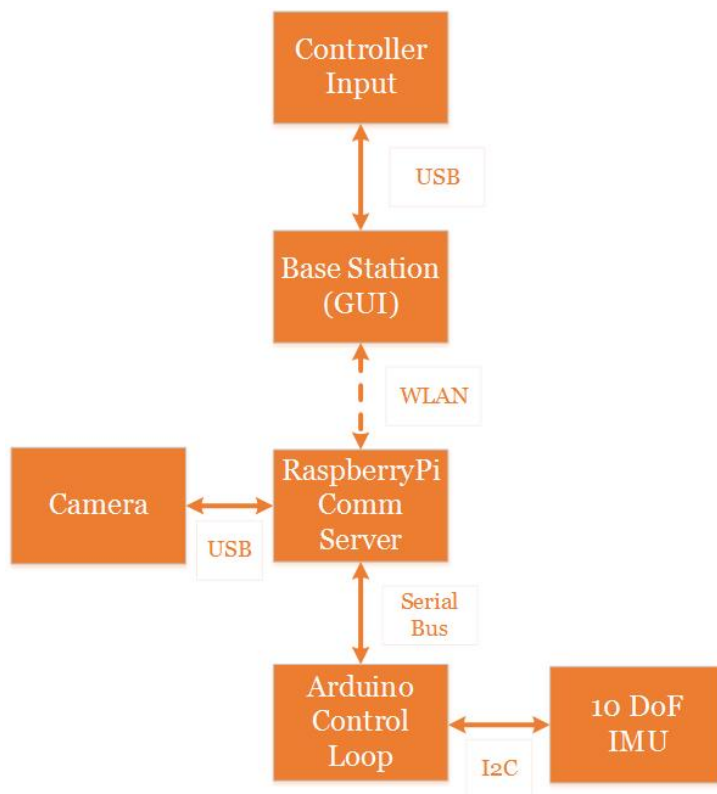 Controller
Input
USB
Base Station
(GUI)
WLAN
Camera
USB
RaspberryPi
Comm
Server
Serial
Bus
Arduino
Control
Loop
I2C
10 DoF
IMU